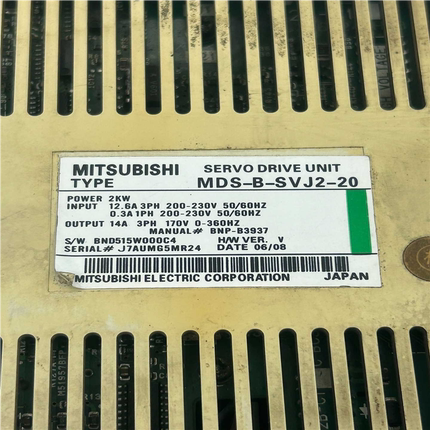 MITSUBISHI SERVO DRIVE UNIT
TYPE MDS-B-SVJ2-20
POWER 2KW
INPUT 12.6A 3PH 200-230V 50/60HZ
0.3A 1PH 200-230V 50/60HZ
OUTPUT 14A 3PH 170V 0-360HZ
MANUAL# BNP-B3937
S/W BND515W000C4 H/W VER. V
SERIAL# J7AUMG5MR24 DATE 06/08
MITSUBISHI ELECTRIC CORPORATION JAPAN